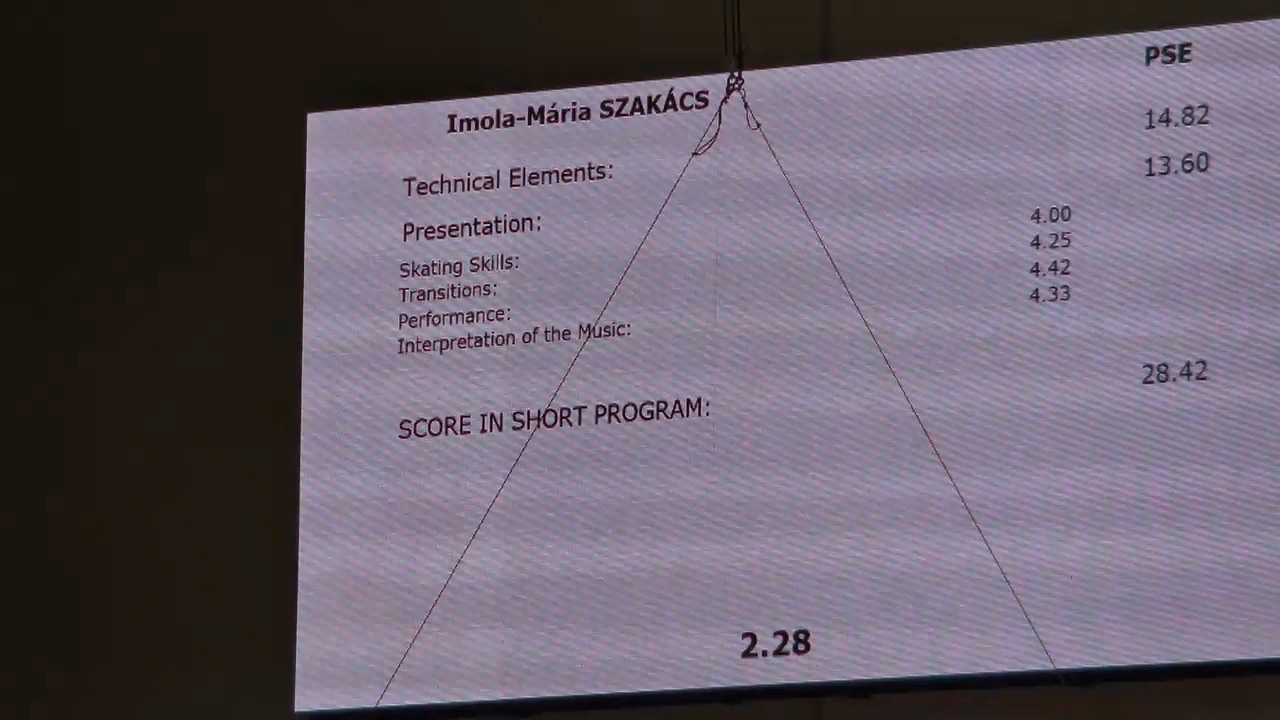 Imola-Mária SZAKÁCS PSE
Technical Elements: 14.82
Presentation: 13.60
Skating Skills: 4.00
Transitions: 4.25
Performance: 4.42
Interpretation of the Music: 4.33
SCORE IN SHORT PROGRAM: 28.42
2.28